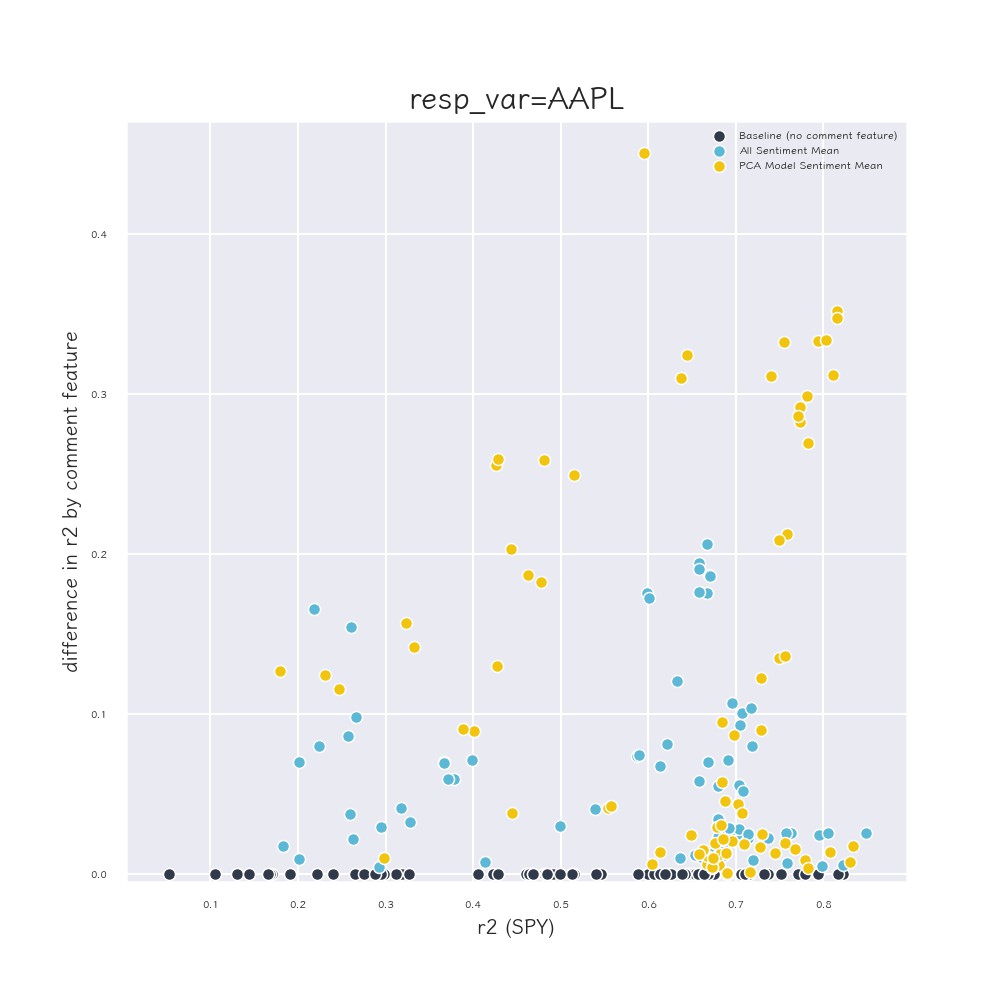 resp_var=AAPL
Baseline (no comment feature)
All Sentiment Mean
PCA Model Sentiment Mean
difference in r2 by comment feature
0.4
0.3
0.2
0.1
0.0
0.1 0.2 0.3 0.4 0.5 0.6 0.7 0.8
r2 (SPY)